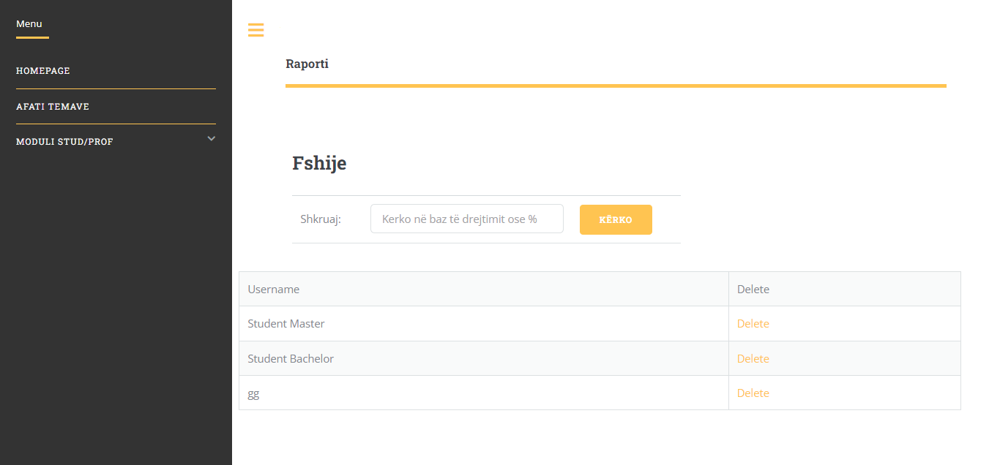 Menu
HOMEPAGE
AFATI TEMAVE
MODULI STUD/PROF
Raporti
Fshije
Shkruaj: Kerko në baz të drejtimit ose % KËRKO
Username Delete
Student Master Delete
Student Bachelor Delete
gg Delete